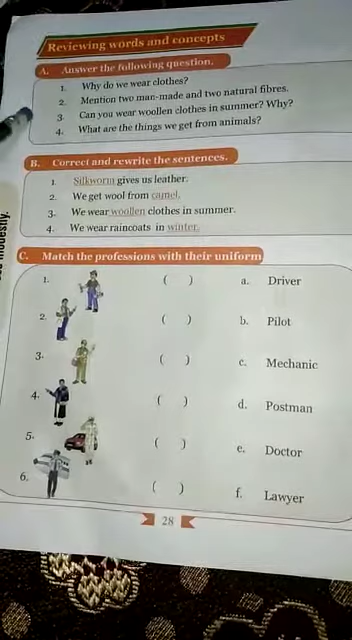 Reviewing words and concepts
A. Answer the following question.
1. Why do we wear clothes?
2. Mention two man-made and two natural fibres.
3. Can you wear woollen clothes in summer? Why?
4. What are the things we get from animals?
B. Correct and rewrite the sentences.
1. Silkworm gives us leather.
2. We get wool from camel.
3. We wear woollen clothes in summer.
4. We wear raincoats in winter.
C. Match the professions with their uniform
1. ( ) a. Driver
2. ( ) b. Pilot
3. ( ) c. Mechanic
4. ( ) d. Postman
5. ( ) e. Doctor
6. ( ) f. Lawyer
28
modesty.